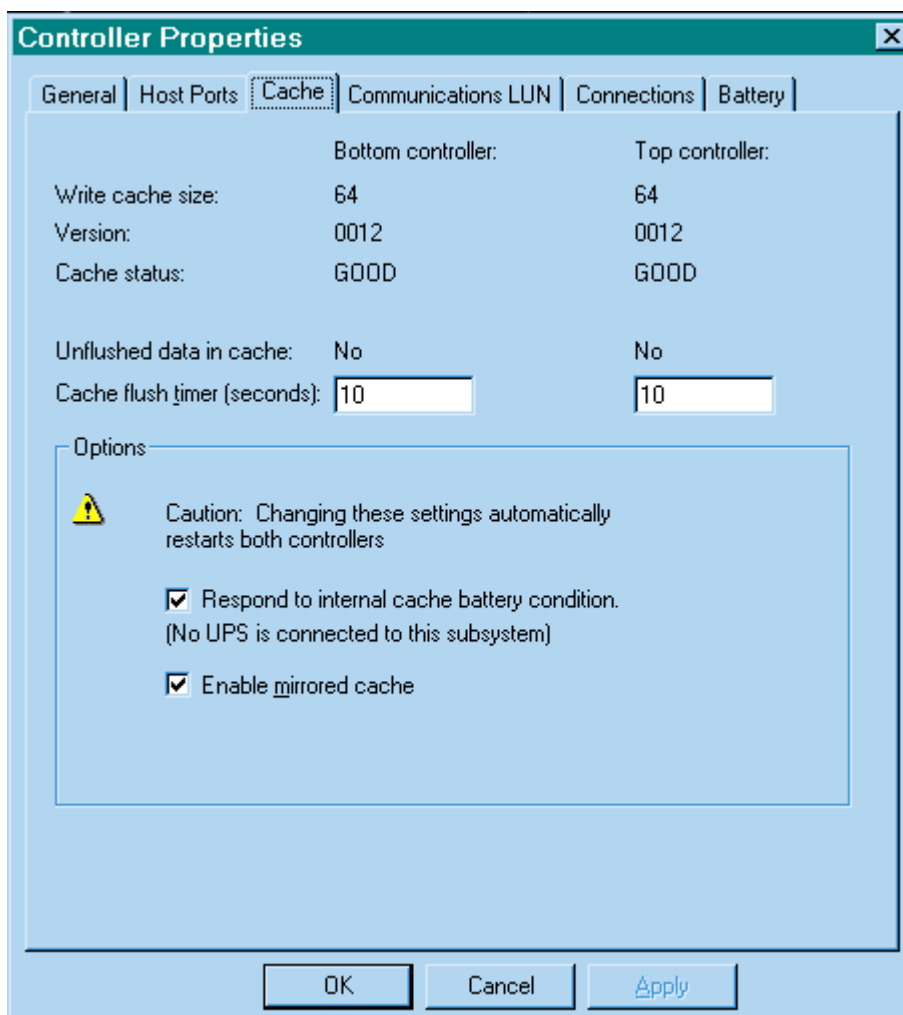 Controller Properties
General Host Ports Cache Communications LUN Connections Battery
Bottom controller: Top controller:
Write cache size: 64 64
Version: 0012 0012
Cache status: GOOD GOOD
Unflushed data in cache: No No
Cache flush timer (seconds): 10 10
Options
Caution: Changing these settings automatically
restarts both controllers
Respond to internal cache battery condition.
(No UPS is connected to this subsystem)
Enable mirrored cache
OK Cancel Apply